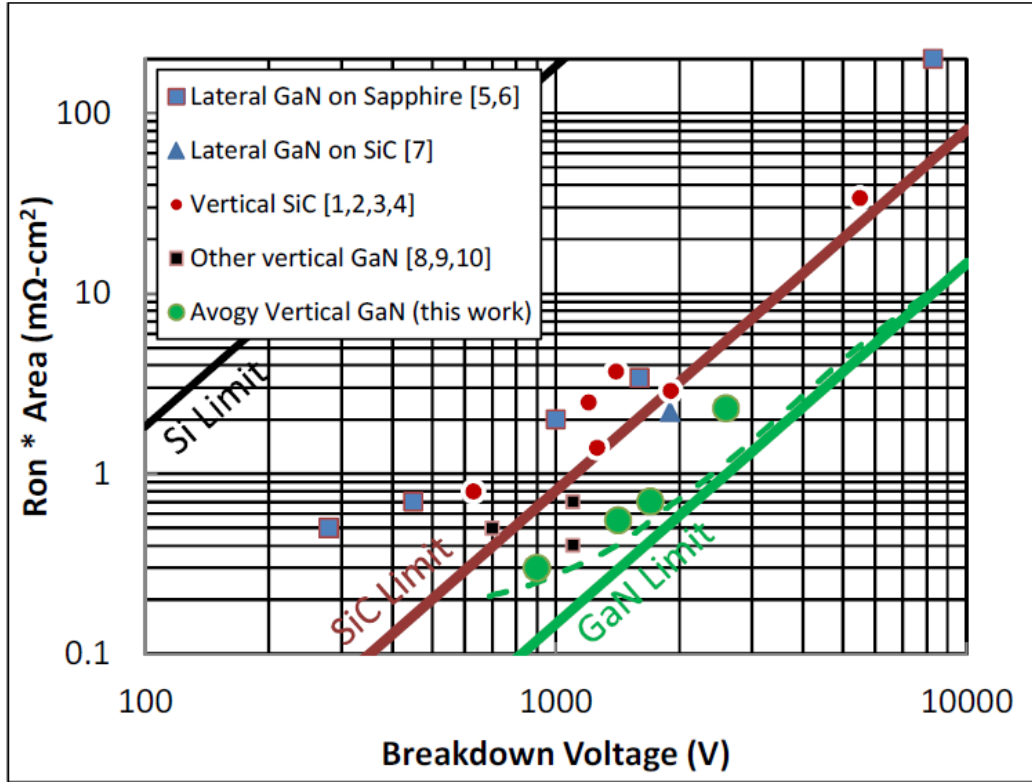 Ron * Area (mΩ-cm²)
100
10
1
0.1
Lateral GaN on Sapphire [5,6]
Lateral GaN on SiC [7]
Vertical SiC [1,2,3,4]
Other vertical GaN [8,9,10]
Avogy Vertical GaN (this work)
Si Limit
SiC Limit
GaN Limit
100
1000
10000
Breakdown Voltage (V)